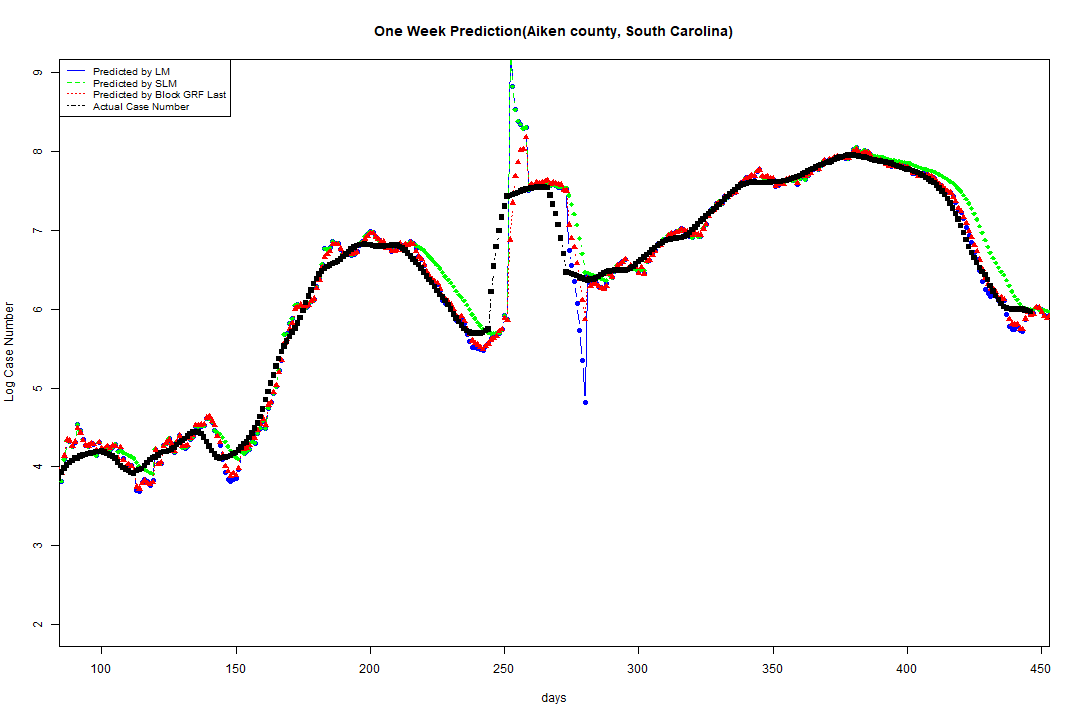 One Week Prediction(Aiken county, South Carolina)
Predicted by LM
Predicted by SLM
Predicted by Block GRF Last
Actual Case Number
Log Case Number
9
8
7
6
5
4
3
2
100 150 200 250 300 350 400 450
days